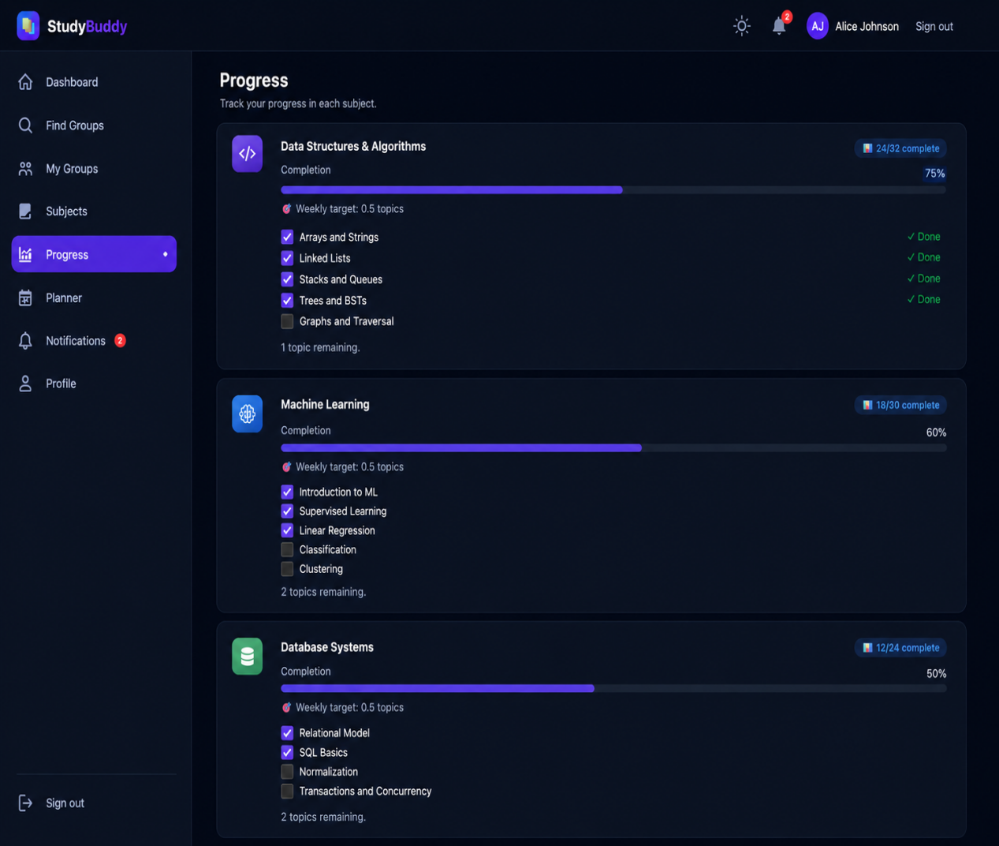 StudyBuddy
2
AJ Alice Johnson Sign out
Dashboard
Find Groups
My Groups
Subjects
Progress
Planner
Notifications 2
Profile
Sign out
Progress
Track your progress in each subject.
Data Structures & Algorithms
24/32 complete
Completion
75%
Weekly target: 0.5 topics
Arrays and Strings ✓ Done
Linked Lists ✓ Done
Stacks and Queues ✓ Done
Trees and BSTs ✓ Done
Graphs and Traversal
1 topic remaining.
Machine Learning
18/30 complete
Completion
60%
Weekly target: 0.5 topics
Introduction to ML
Supervised Learning
Linear Regression
Classification
Clustering
2 topics remaining.
Database Systems
12/24 complete
Completion
50%
Weekly target: 0.5 topics
Relational Model
SQL Basics
Normalization
Transactions and Concurrency
2 topics remaining.